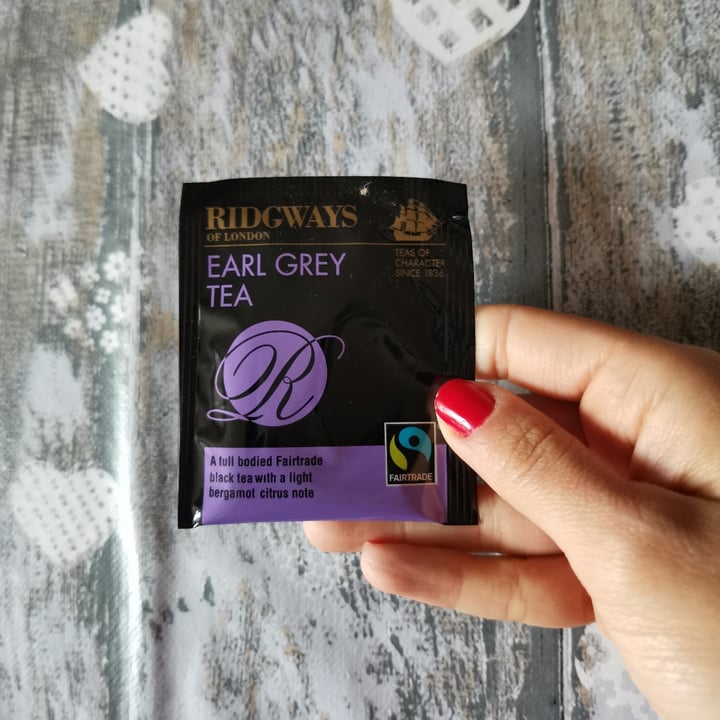 RIDGWAYS
OF LONDON
TEAS OF
CHARACTER
SINCE 1836
EARL GREY
TEA
R
A full bodied Fairtrade
black tea with a light
bergamot citrus note
FAIRTRADE